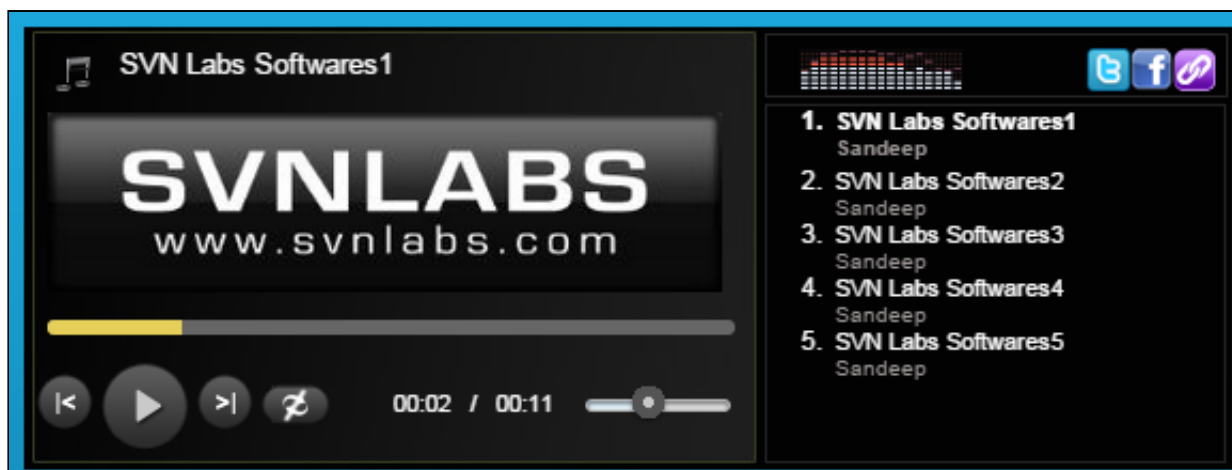 SVN Labs Softwares1
SVNLABS
www.svnlabs.com
00:02 / 00:11
1. SVN Labs Softwares1
Sandeep
2. SVN Labs Softwares2
Sandeep
3. SVN Labs Softwares3
Sandeep
4. SVN Labs Softwares4
Sandeep
5. SVN Labs Softwares5
Sandeep